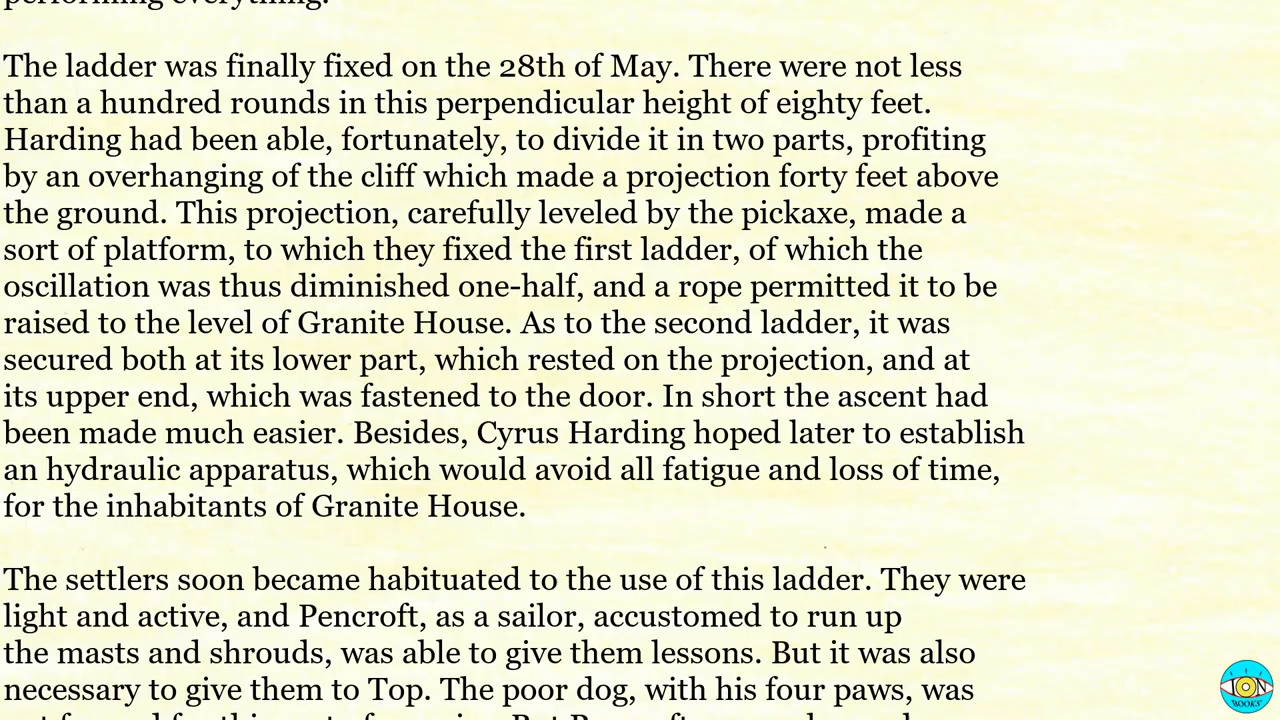 performing everything.
The ladder was finally fixed on the 28th of May. There were not less
than a hundred rounds in this perpendicular height of eighty feet.
Harding had been able, fortunately, to divide it in two parts, profiting
by an overhanging of the cliff which made a projection forty feet above
the ground. This projection, carefully leveled by the pickaxe, made a
sort of platform, to which they fixed the first ladder, of which the
oscillation was thus diminished one-half, and a rope permitted it to be
raised to the level of Granite House. As to the second ladder, it was
secured both at its lower part, which rested on the projection, and at
its upper end, which was fastened to the door. In short the ascent had
been made much easier. Besides, Cyrus Harding hoped later to establish
an hydraulic apparatus, which would avoid all fatigue and loss of time,
for the inhabitants of Granite House.
The settlers soon became habituated to the use of this ladder. They were
light and active, and Pencroft, as a sailor, accustomed to run up
the masts and shrouds, was able to give them lessons. But it was also
necessary to give them to Top. The poor dog, with his four paws, was
ION
BOOKS